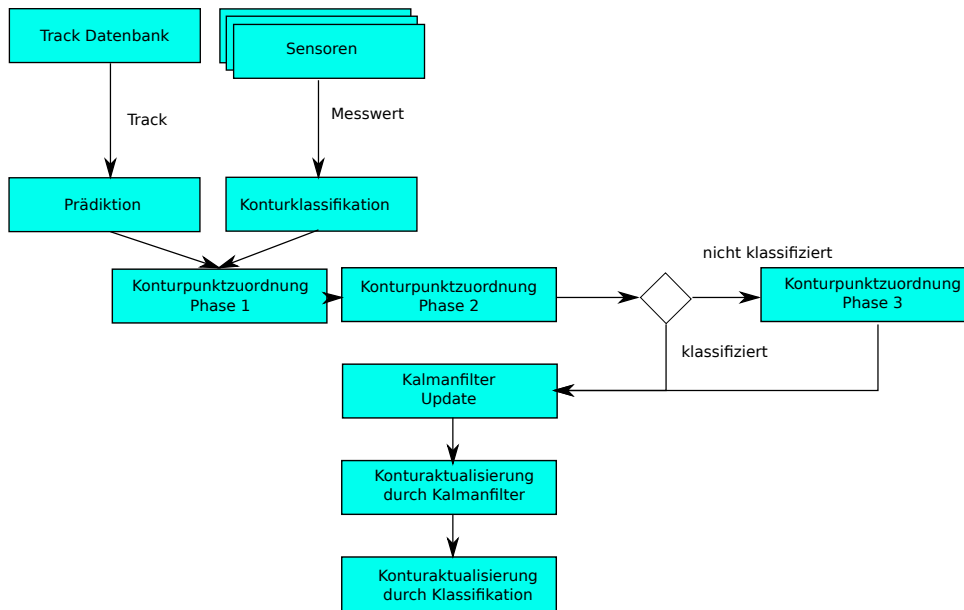 Track Datenbank
Sensoren
Track
Messwert
Prädiktion
Konturklassifikation
nicht klassifiziert
Konturpunktzuordnung
Phase 1
Konturpunktzuordnung
Phase 2
Konturpunktzuordnung
Phase 3
klassifiziert
Kalmanfilter
Update
Konturaktualisierung
durch Kalmanfilter
Konturaktualisierung
durch Klassifikation